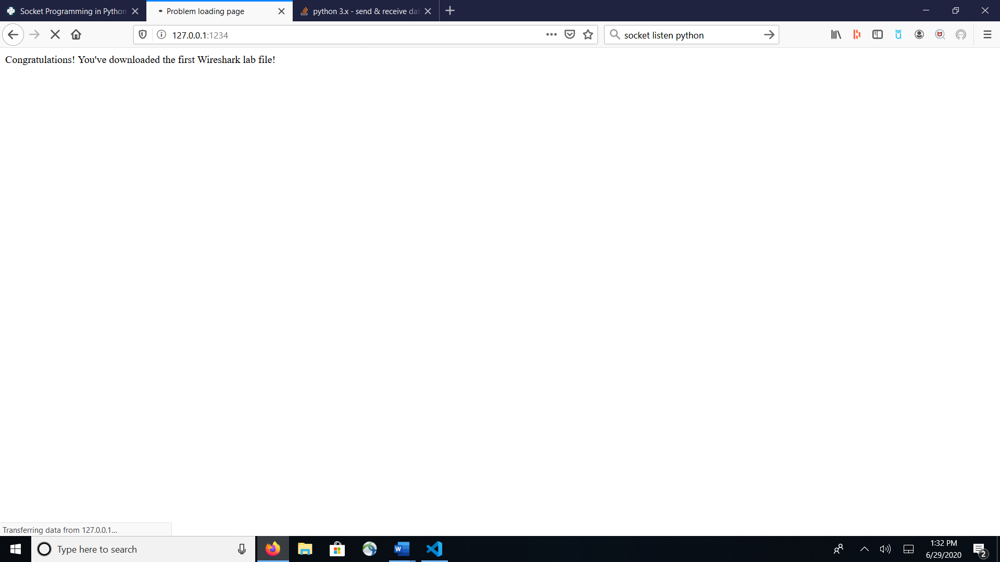 Socket Programming in Python
Problem loading page
python 3.x - send & receive dat
127.0.0.1:1234
socket listen python
Congratulations! You've downloaded the first Wireshark lab file!
Transferring data from 127.0.0.1...
Type here to search
W
1:32 PM
6/29/2020
2